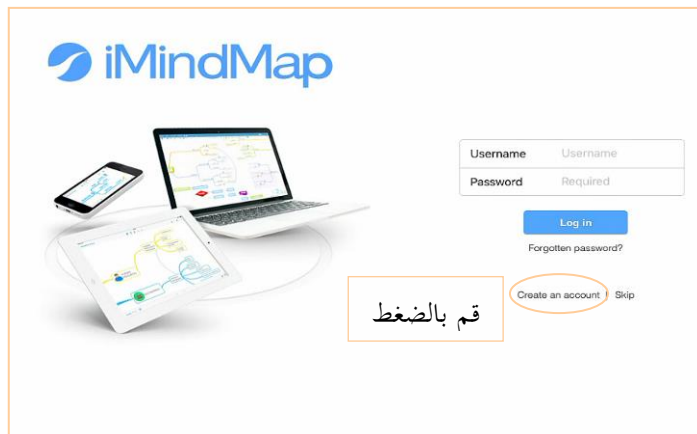 iMindMap
Username Username
Password Required
Log in
Forgotten password?
Create an account | Skip
قم بالضغط